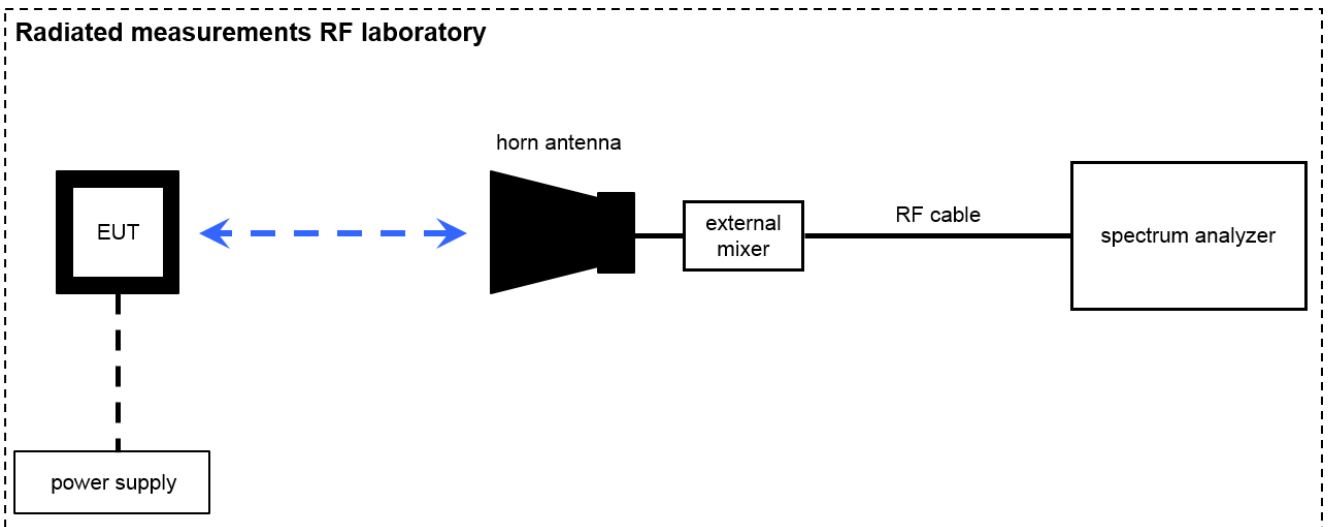 Radiated measurements RF laboratory
horn antenna
EUT
external
mixer
RF cable
spectrum analyzer
power supply